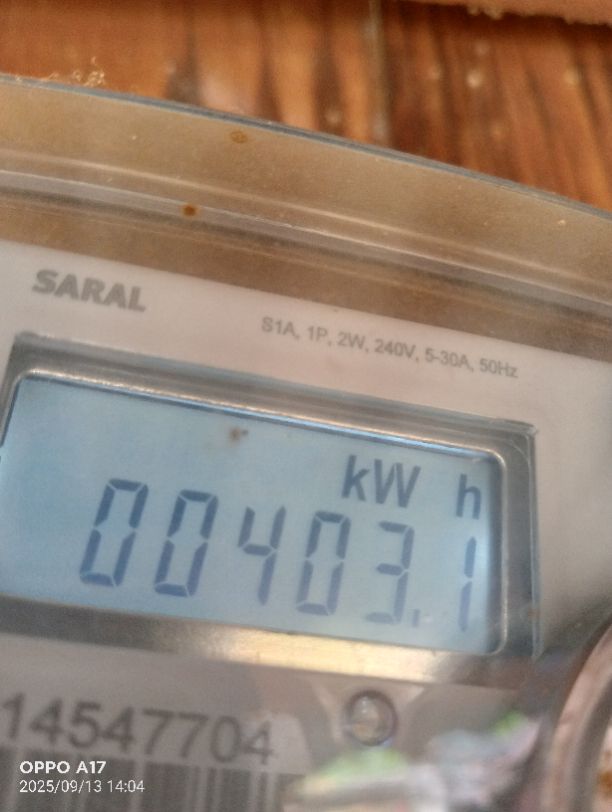 SARAL
S1A, 1P, 2W, 240V, 5-30A, 50Hz
kW h
00403.1
14547704
OPPO A17
2025/09/13 14:04